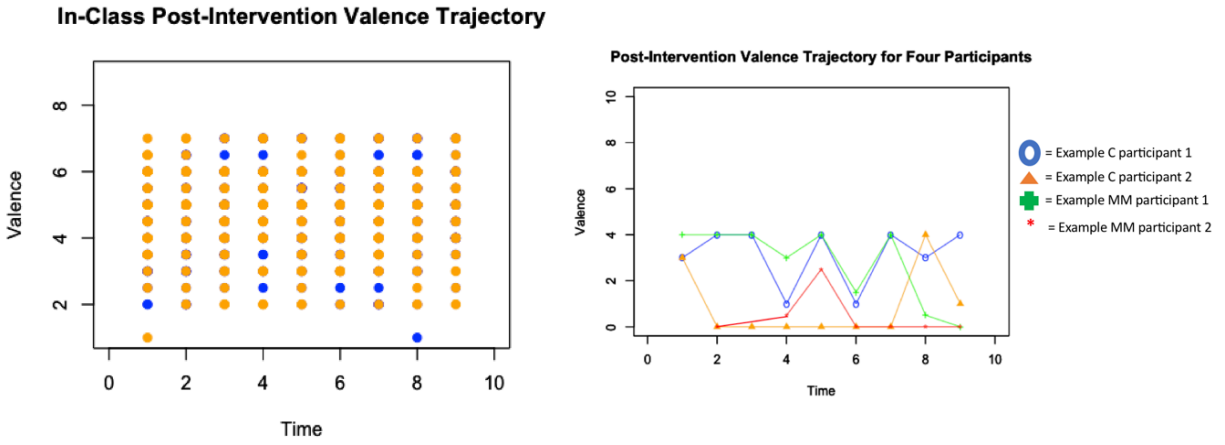 In-Class Post-Intervention Valence Trajectory
Valence
8
6
4
2
0 2 4 6 8 10
Time
Post-Intervention Valence Trajectory for Four Participants
Valence
10
8
6
4
2
0
0 2 4 6 8 10
Time
= Example C participant 1
= Example C participant 2
= Example MM participant 1
* = Example MM participant 2